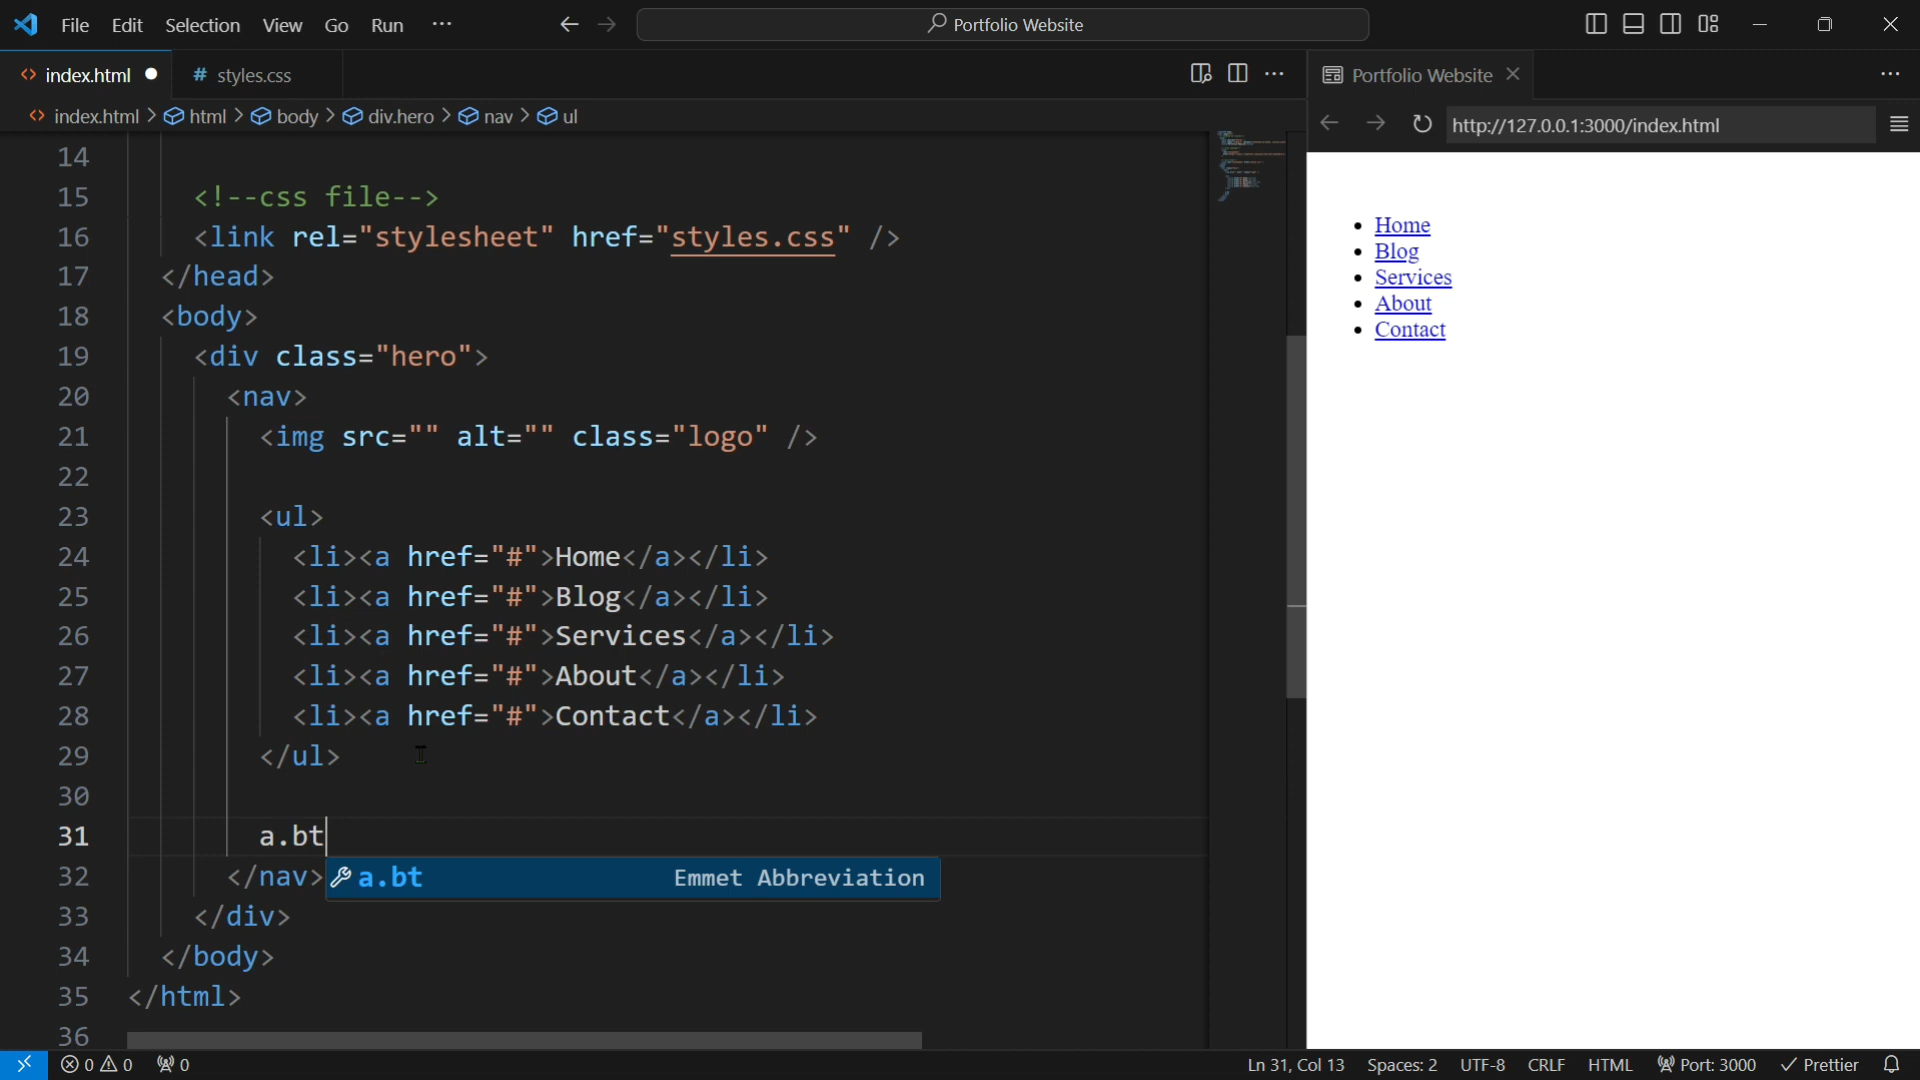 File Edit Selection View Go Run ···
Portfolio Website
index.html
# styles.css
Portfolio Website
index.html > html > body > div.hero > nav > ul
http://127.0.0.1:3000/index.html
14
15 <!--css file-->
16 <link rel="stylesheet" href="styles.css" />
17 </head>
18 <body>
19 <div class="hero">
20 <nav>
21 <img src="" alt="" class="logo" />
22
23 <ul>
24 <li><a href="#">Home</a></li>
25 <li><a href="#">Blog</a></li>
26 <li><a href="#">Services</a></li>
27 <li><a href="#">About</a></li>
28 <li><a href="#">Contact</a></li>
29 </ul>
30
31 a.bt
32 </nav>
a.bt Emmet Abbreviation
33 </div>
34 </body>
35 </html>
36
• Home
• Blog
• Services
• About
• Contact
0 0 0
Ln 31, Col 13 Spaces: 2 UTF-8 CRLF HTML Port: 3000 Prettier